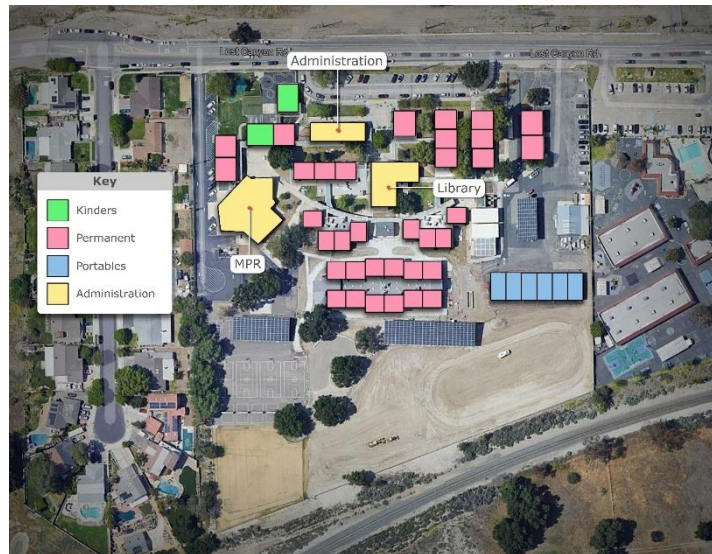 Lost Canyon Rd.
Lost Canyon Rd.
Administration
Library
MPR
Key
Kinders
Permanent
Portables
Administration